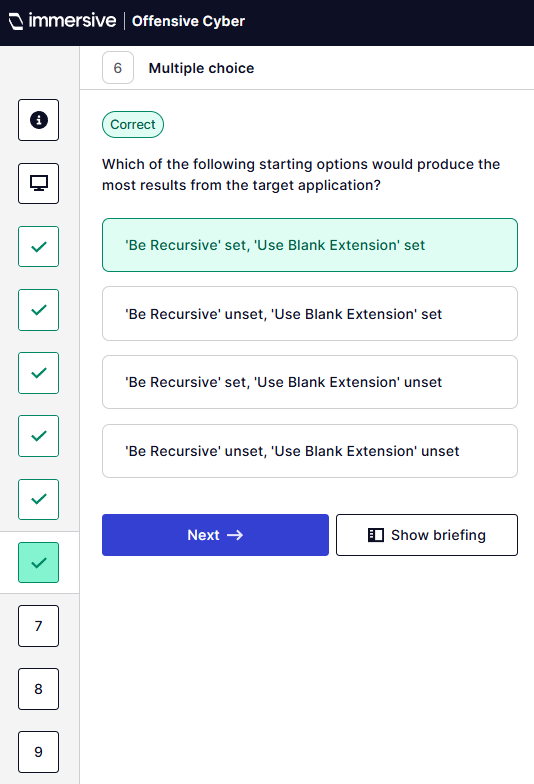 immersive | Offensive Cyber
6 Multiple choice
Correct
Which of the following starting options would produce the
most results from the target application?
'Be Recursive' set, 'Use Blank Extension' set
'Be Recursive' unset, 'Use Blank Extension' set
'Be Recursive' set, 'Use Blank Extension' unset
'Be Recursive' unset, 'Use Blank Extension' unset
Next →
Show briefing
7
8
9